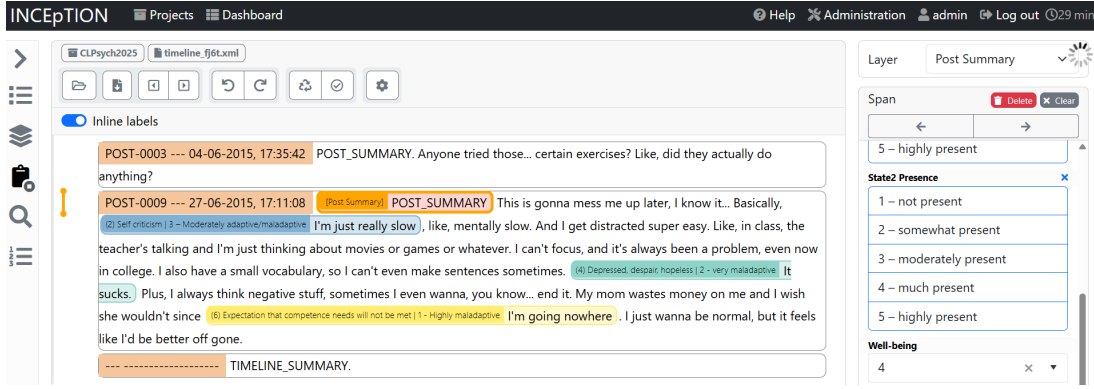 INCEpTION Projects Dashboard Help Administration admin Log out 29 min
CLPsych2025 timeline_fj6t.xml
Inline labels
POST-0003 --- 04-06-2015, 17:35:42 POST_SUMMARY. Anyone tried those... certain exercises? Like, did they actually do
anything?
POST-0009 --- 27-06-2015, 17:11:08 [Post Summary] POST_SUMMARY This is gonna mess me up later, I know it... Basically,
(2) Self criticism | 3 – Moderately adaptive/maladaptive I'm just really slow , like, mentally slow. And I get distracted super easy. Like, in class, the
teacher's talking and I'm just thinking about movies or games or whatever. I can't focus, and it's always been a problem, even now
in college. I also have a small vocabulary, so I can't even make sentences sometimes. (4) Depressed, despair, hopeless | 2 - very maladaptive It
sucks. Plus, I always think negative stuff, sometimes I even wanna, you know... end it. My mom wastes money on me and I wish
she wouldn't since (6) Expectation that competence needs will not be met | 1 - Highly maladaptive I'm going nowhere . I just wanna be normal, but it feels
like I'd be better off gone.
--- ------------------- TIMELINE_SUMMARY.
Layer Post Summary
Span Delete Clear
5 – highly present
State2 Presence
1 – not present
2 – somewhat present
3 – moderately present
4 – much present
5 – highly present
Well-being
4